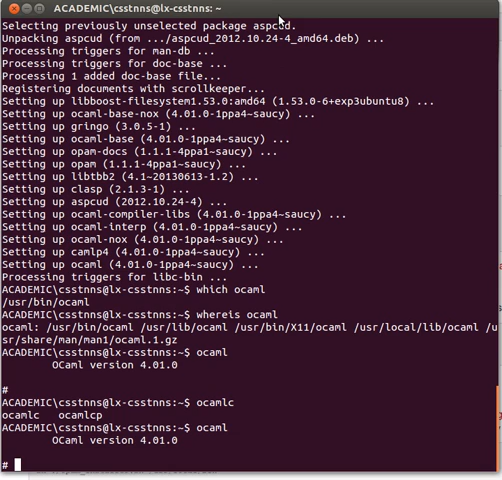 ACADEMIC\csstnns@lx-csstnns: ~
Selecting previously unselected package aspcud.
Unpacking aspcud (from .../aspcud_2012.10.24-4_amd64.deb) ...
Processing triggers for man-db ...
Processing triggers for doc-base ...
Processing 1 added doc-base file...
Registering documents with scrollkeeper...
Setting up libboost-filesystem1.53.0:amd64 (1.53.0-6+exp3ubuntu8) ...
Setting up ocaml-base-nox (4.01.0-1ppa4~saucy) ...
Setting up gringo (3.0.5-1) ...
Setting up ocaml-base (4.01.0-1ppa4~saucy) ...
Setting up opam-docs (1.1.1-4ppa1~saucy) ...
Setting up opam (1.1.1-4ppa1~saucy) ...
Setting up libtbb2 (4.1~20130613-1.2) ...
Setting up clasp (2.1.3-1) ...
Setting up aspcud (2012.10.24-4) ...
Setting up ocaml-compiler-libs (4.01.0-1ppa4~saucy) ...
Setting up ocaml-interp (4.01.0-1ppa4~saucy) ...
Setting up ocaml-nox (4.01.0-1ppa4~saucy) ...
Setting up camlp4 (4.01.0-1ppa4~saucy) ...
Setting up ocaml (4.01.0-1ppa4~saucy) ...
Processing triggers for libc-bin ...
ACADEMIC\csstnns@lx-csstnns:~$ which ocaml
/usr/bin/ocaml
ACADEMIC\csstnns@lx-csstnns:~$ whereis ocaml
ocaml: /usr/bin/ocaml /usr/lib/ocaml /usr/bin/X11/ocaml /usr/local/lib/ocaml /u
sr/share/man/man1/ocaml.1.gz
ACADEMIC\csstnns@lx-csstnns:~$ ocaml
OCaml version 4.01.0
#
ACADEMIC\csstnns@lx-csstnns:~$ ocamlc
ocamlc ocamlcp
ACADEMIC\csstnns@lx-csstnns:~$ ocaml
OCaml version 4.01.0
#